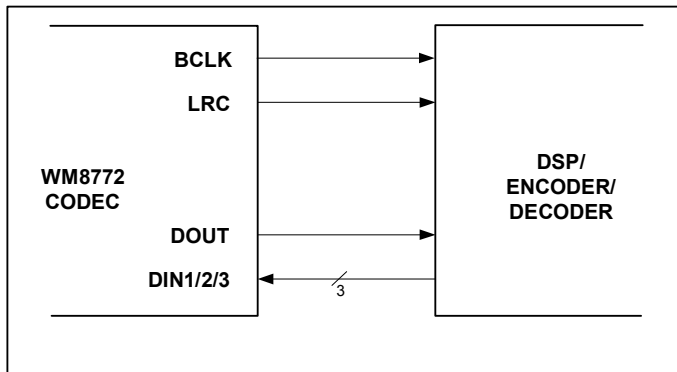 BCLK
LRC
WM8772
CODEC
DSP/
ENCODER/
DECODER
DOUT
DIN1/2/3
3